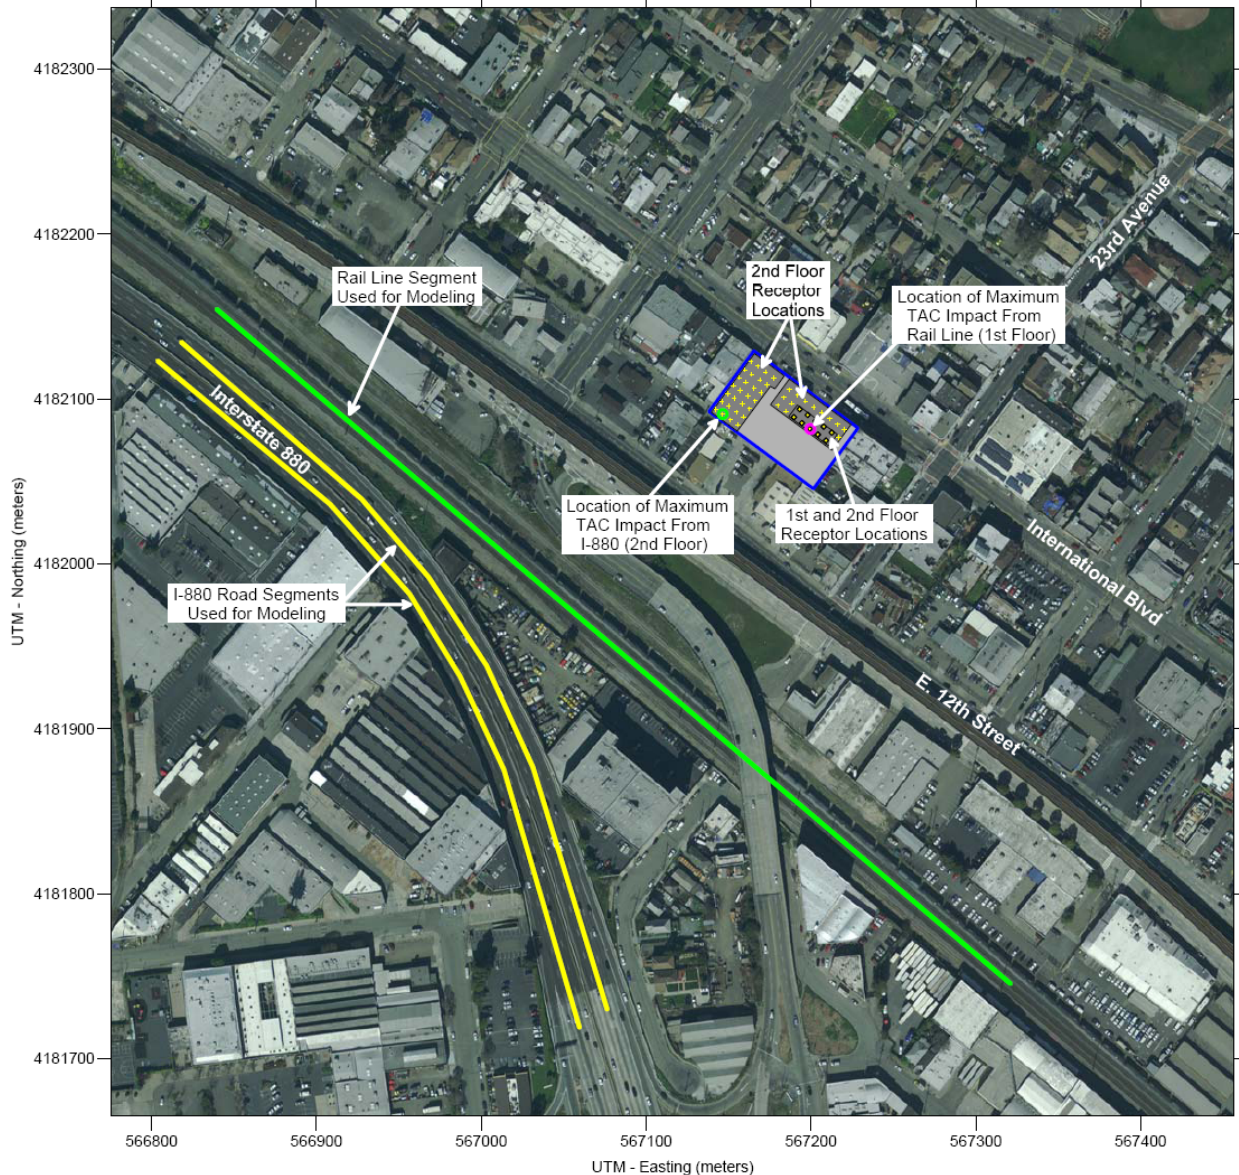 4182300
4182200
4182100
4182000
4181900
4181800
4181700
UTM - Northing (meters)
566800
566900
567000
567100
567200
567300
567400
UTM - Easting (meters)
Rail Line Segment
Used for Modeling
2nd Floor
Receptor
Locations
Location of Maximum
TAC Impact From
Rail Line (1st Floor)
23rd Avenue
Interstate 880
Location of Maximum
TAC Impact From
I-880 (2nd Floor)
1st and 2nd Floor
Receptor Locations
International Blvd
I-880 Road Segments
Used for Modeling
E. 12th Street